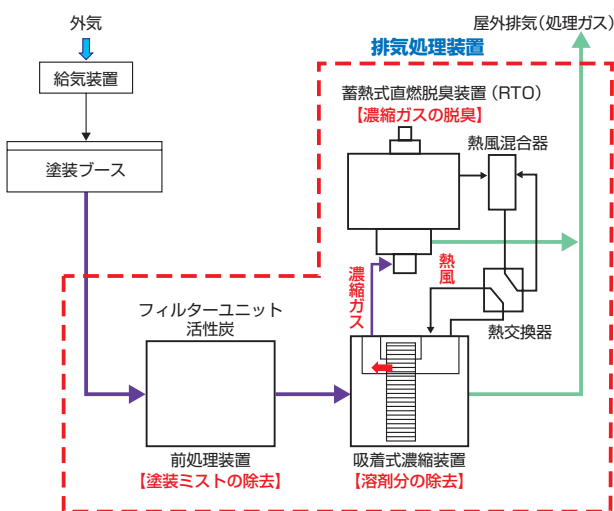 外気
給気装置
塗装ブース
屋外排気(処理ガス)
排気処理装置
蓄熱式直燃脱臭装置(RTO)
【濃縮ガスの脱臭】
熱風混合器
濃縮ガス
熱風
熱交換器
フィルターユニット
活性炭
前処理装置
【塗装ミストの除去】
吸着式濃縮装置
【溶剤分の除去】